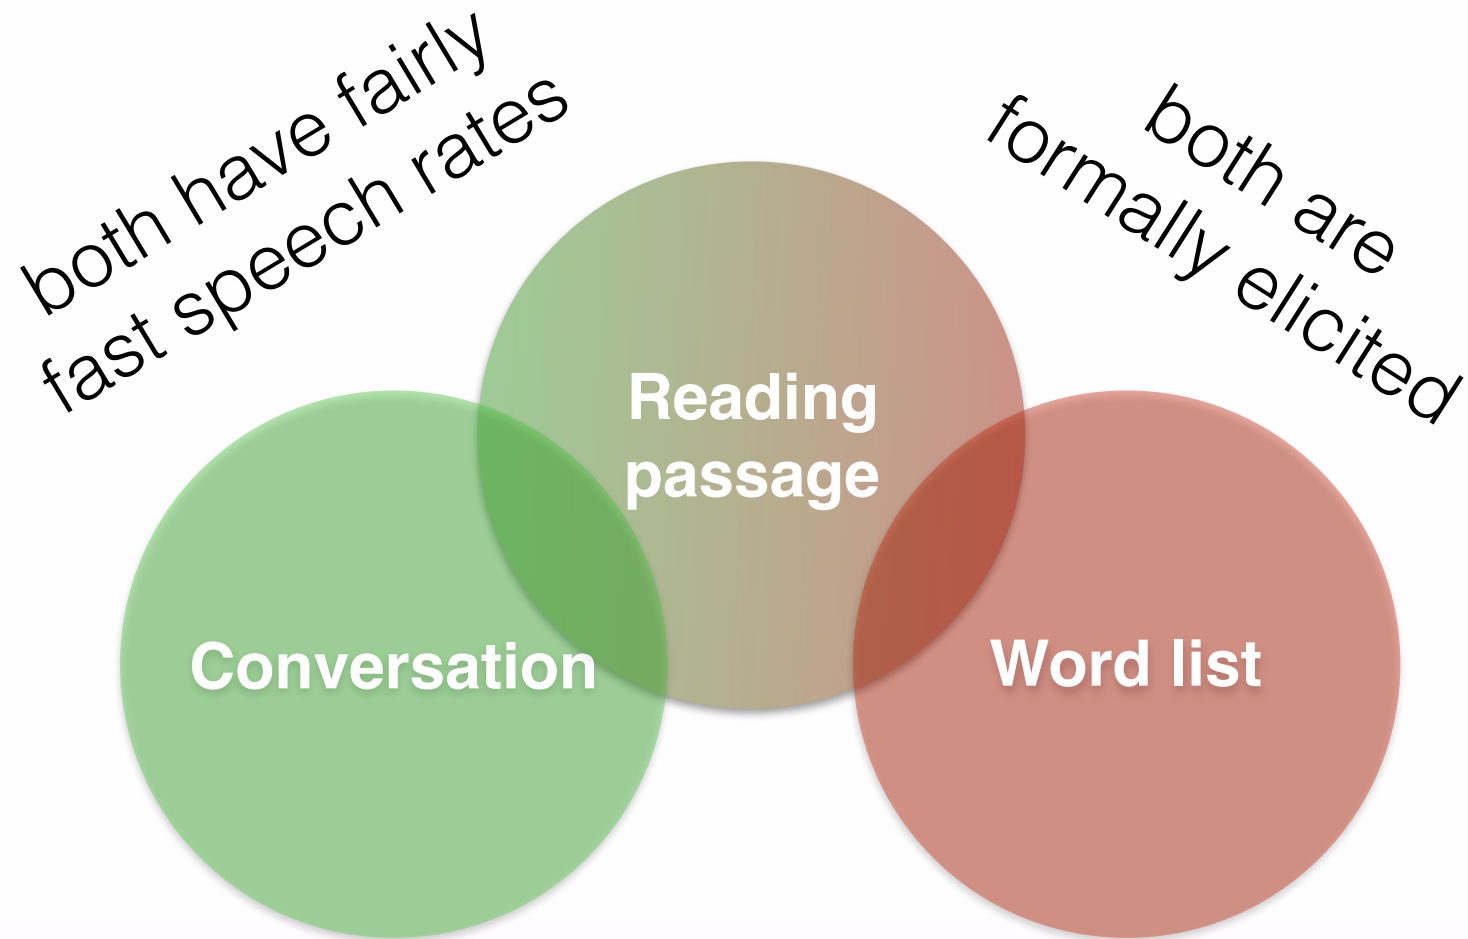 both have fairly
fast speech rates
both are
formally elicited
Reading
passage
Conversation
Word list